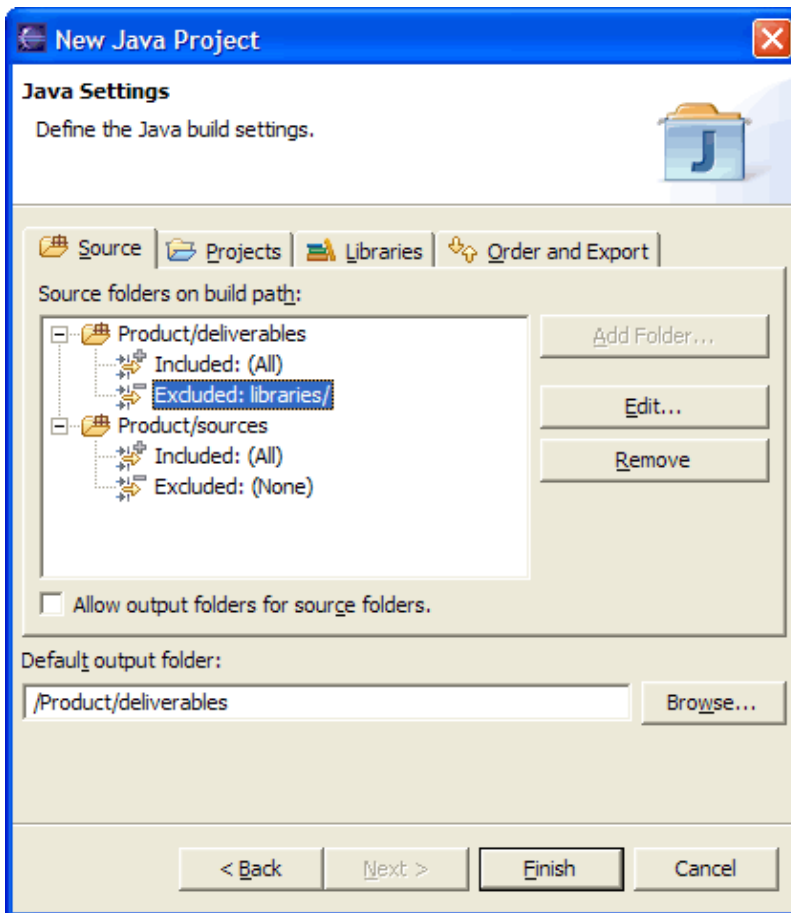 New Java Project
Java Settings
Define the Java build settings.
J
Source Projects Libraries Order and Export
Source folders on build path:
Product/deliverables
Included: (All)
Excluded: libraries/
Product/sources
Included: (All)
Excluded: (None)
Add Folder...
Edit...
Remove
Allow output folders for source folders.
Default output folder:
/Product/deliverables
Browse...
< Back Next > Finish Cancel